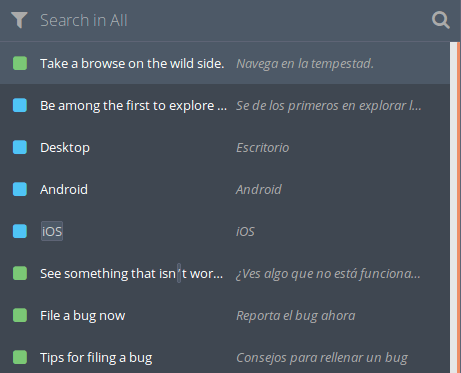 Search in All
Take a browse on the wild side. Navega en la tempestad.
Be among the first to explore ... Se de los primeros en explorar l...
Desktop Escritorio
Android Android
iOS iOS
See something that isn't wor... ¿Ves algo que no está funciona...
File a bug now Reporta el bug ahora
Tips for filing a bug Consejos para rellenar un bug